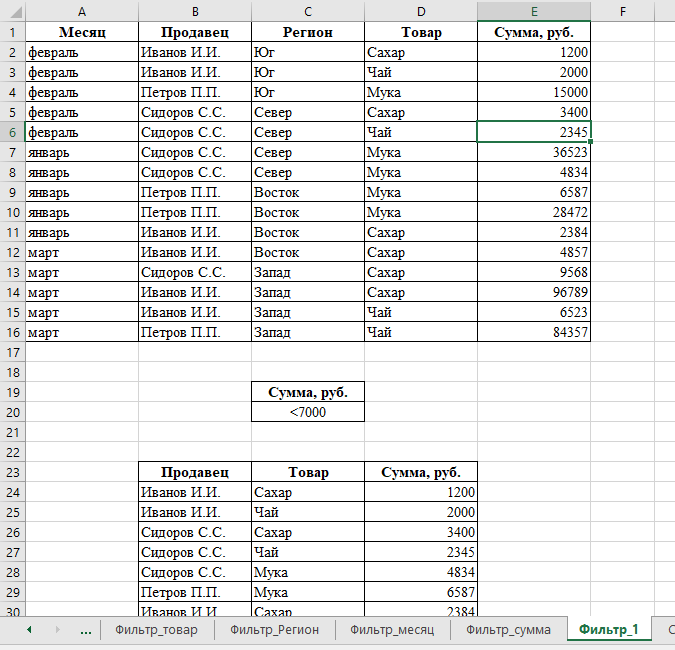 A B C D E F
1 Месяц Продавец Регион Товар Сумма, руб.
2 февраль Иванов И.И. Юг Сахар 1200
3 февраль Иванов И.И. Юг Чай 2000
4 февраль Петров П.П. Юг Мука 15000
5 февраль Сидоров С.С. Север Сахар 3400
6 февраль Сидоров С.С. Север Чай 2345
7 январь Сидоров С.С. Север Мука 36523
8 январь Сидоров С.С. Север Мука 4834
9 январь Петров П.П. Восток Мука 6587
10 январь Петров П.П. Восток Мука 28472
11 январь Иванов И.И. Восток Сахар 2384
12 март Иванов И.И. Восток Сахар 4857
13 март Сидоров С.С. Запад Сахар 9568
14 март Иванов И.И. Запад Сахар 96789
15 март Иванов И.И. Запад Чай 6523
16 март Петров П.П. Запад Чай 84357
17
18
19 Сумма, руб.
20 <7000
21
22
23 Продавец Товар Сумма, руб.
24 Иванов И.И. Сахар 1200
25 Иванов И.И. Чай 2000
26 Сидоров С.С. Сахар 3400
27 Сидоров С.С. Чай 2345
28 Сидоров С.С. Мука 4834
29 Петров П.П. Мука 6587
30 Иванов И.И. Сахар 2384
... Фильтр_товар Фильтр_Регион Фильтр_месяц Фильтр_сумма Фильтр_1